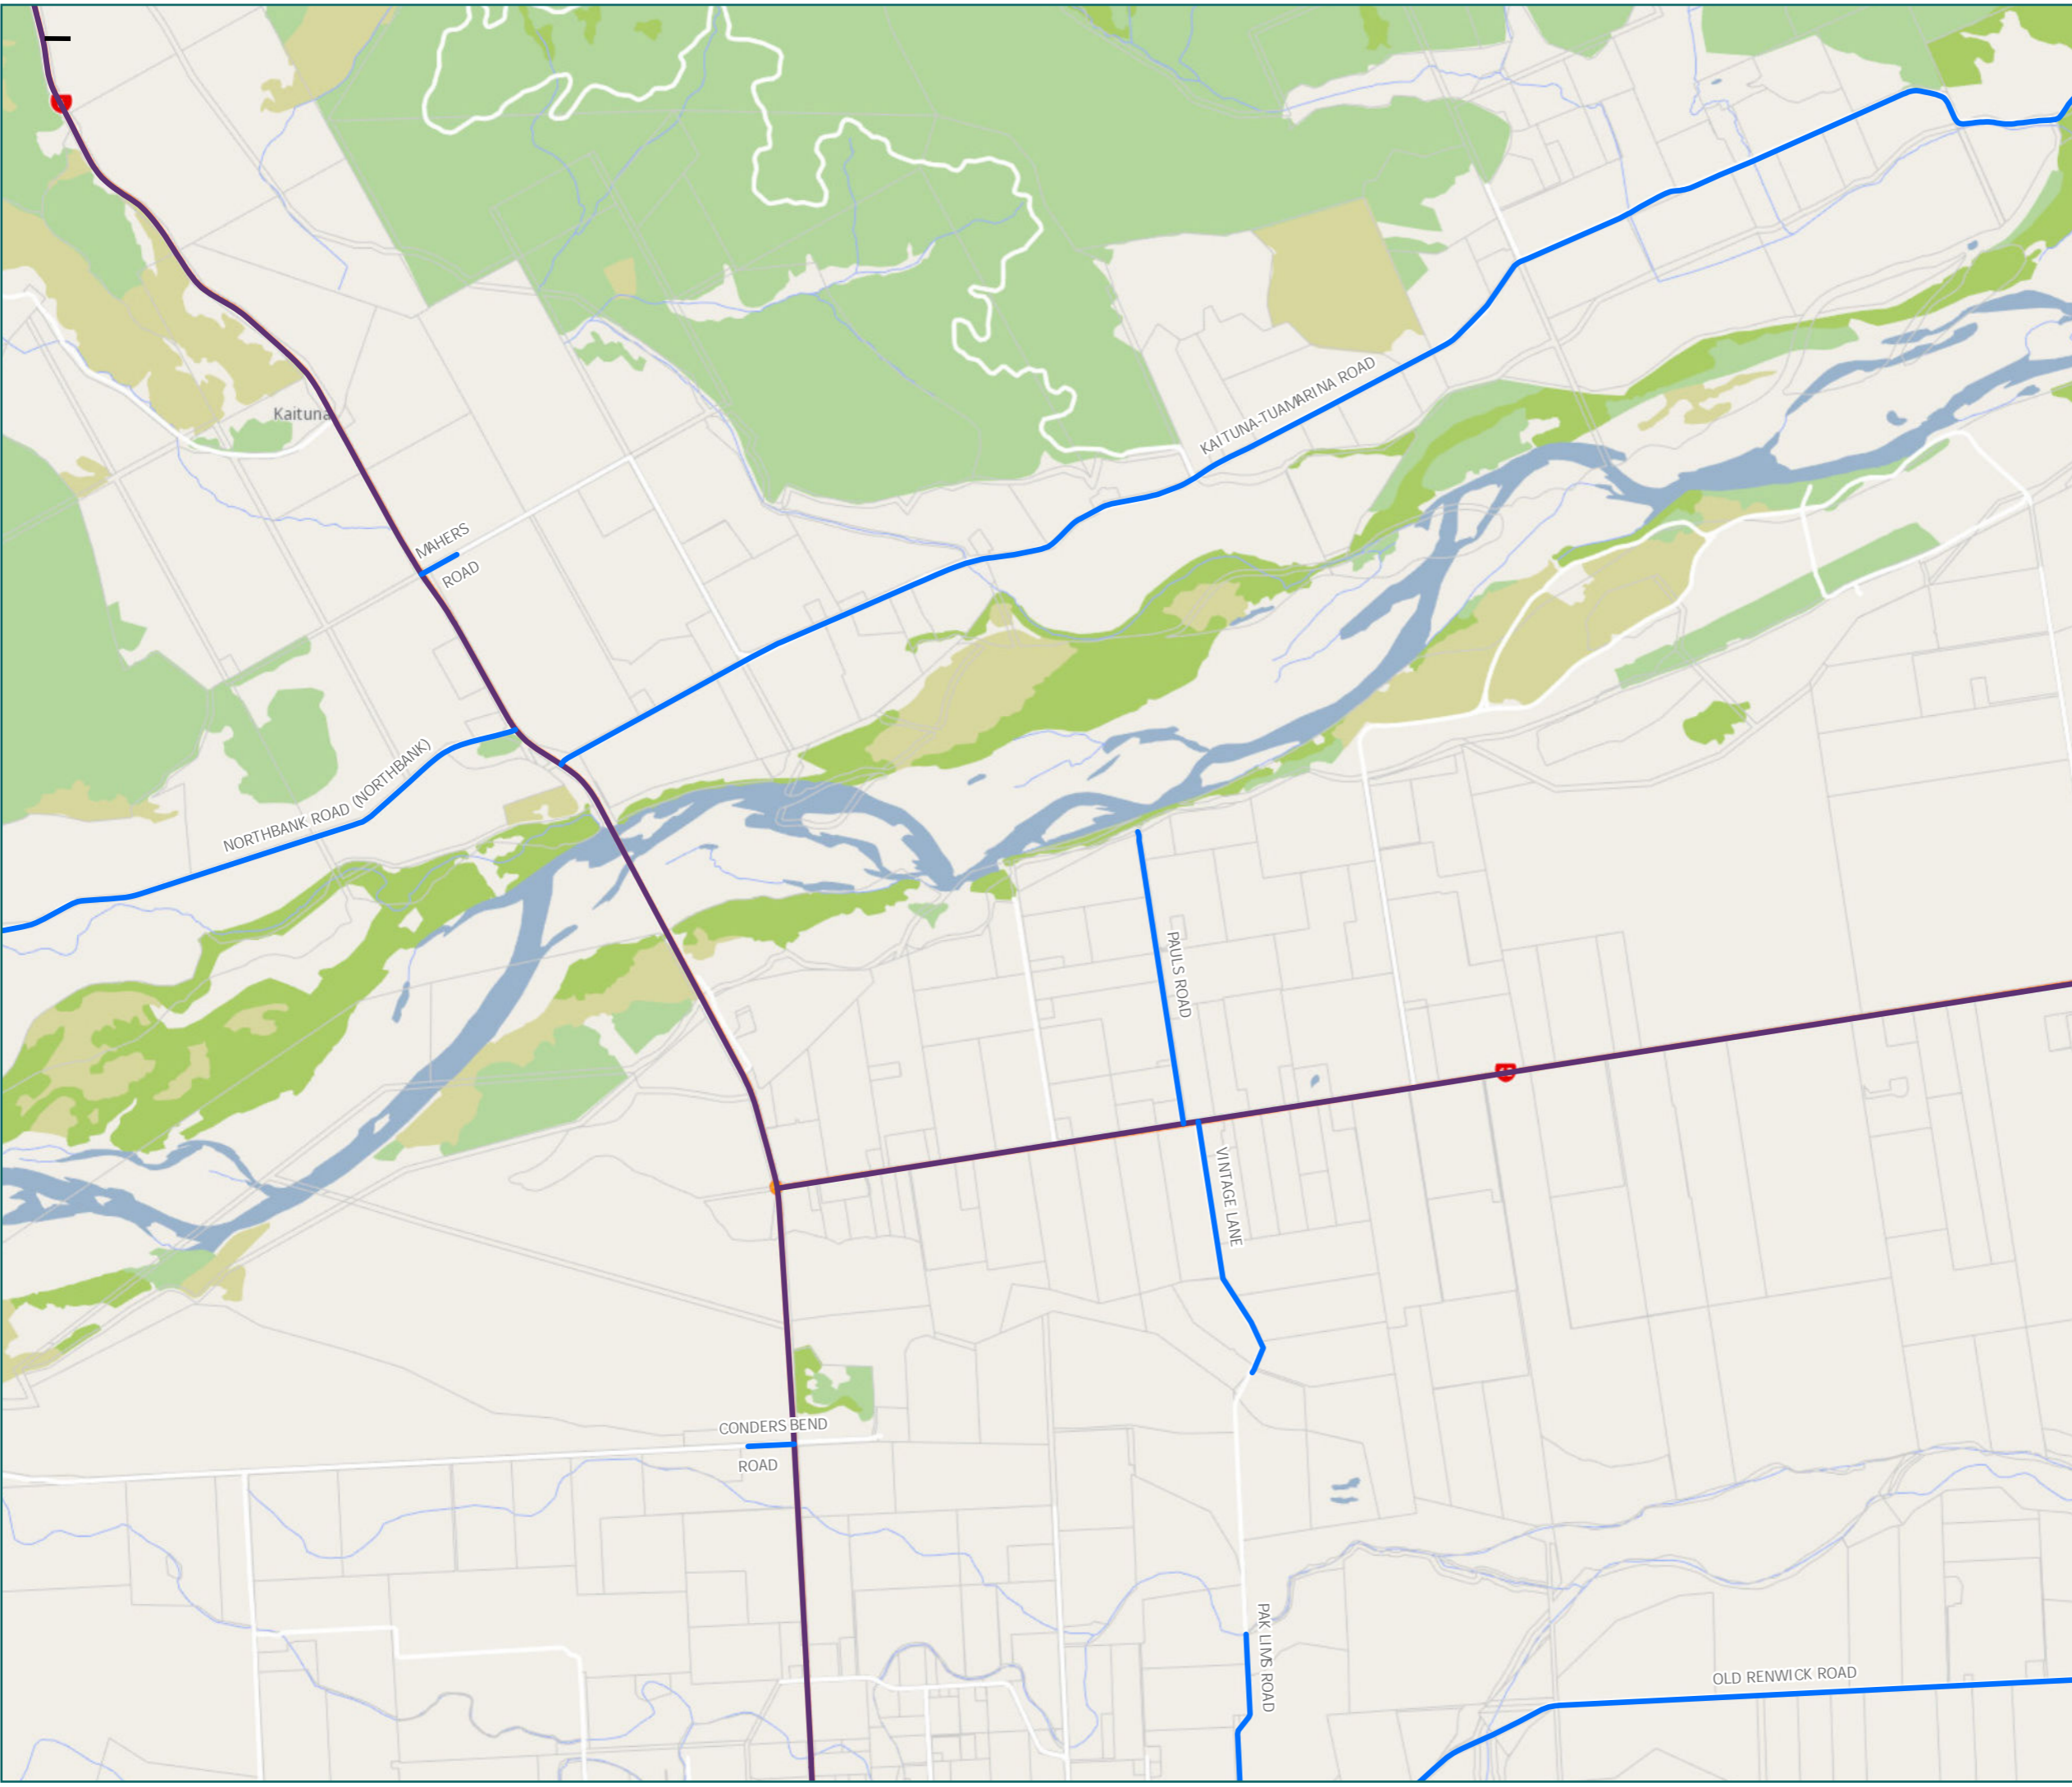 KAITUNA-TUAMARINA ROAD
Kaituna
MAHERS
ROAD
NORTHBANK ROAD (NORTHBANK)
PAULS ROAD
VINTAGE LANE
CONDERS BEND
ROAD
PAK LIMS ROAD
OLD RENWICK ROAD